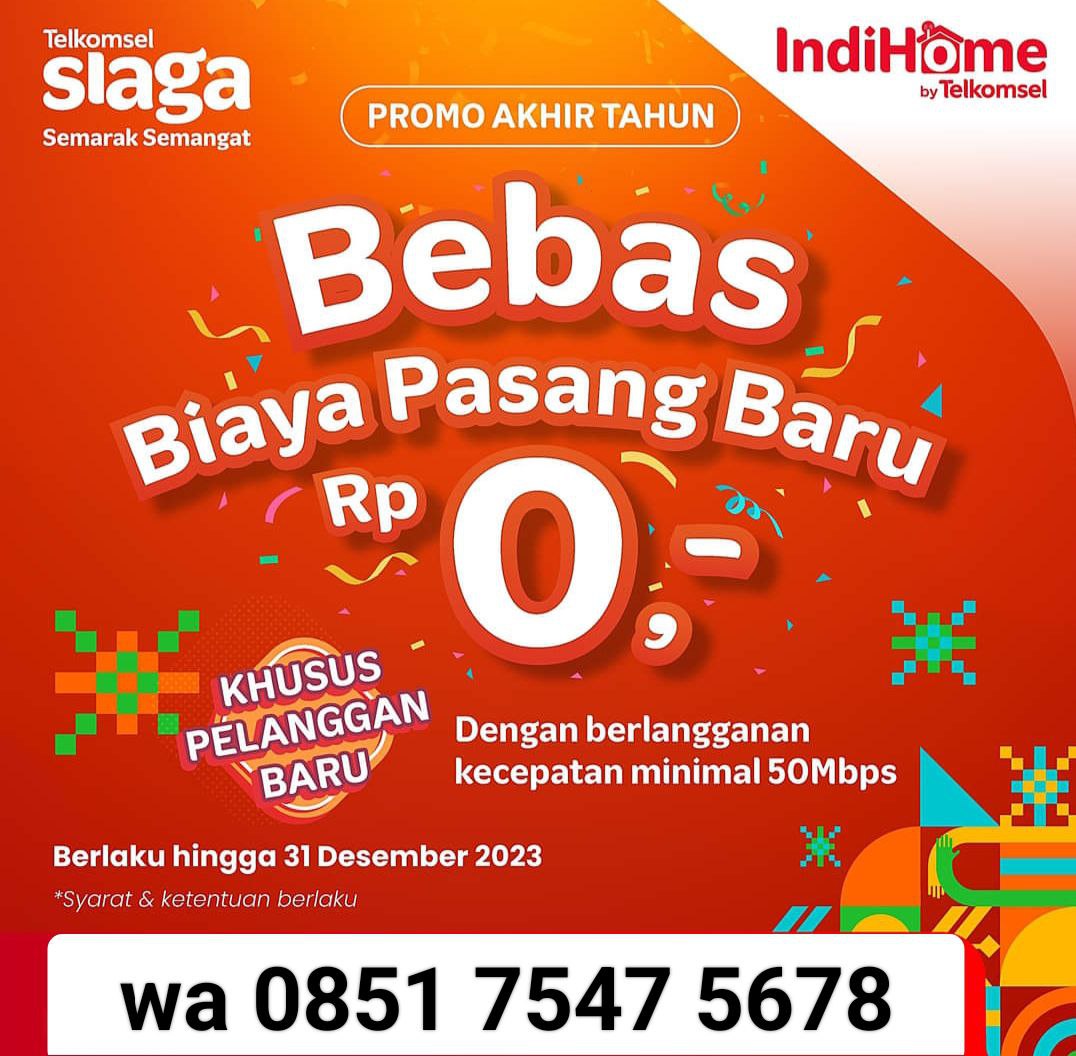 Telkomsel
sıaga
Semarak Semangat
IndiHome
by Telkomsel
PROMO AKHIR TAHUN
Bebas
Biaya Pasang Baru
Rp 0,-
KHUSUS
PELANGGAN
BARU
Dengan berlangganan
kecepatan minimal 50Mbps
Berlaku hingga 31 Desember 2023
*Syarat & ketentuan berlaku
wa 0851 7547 5678